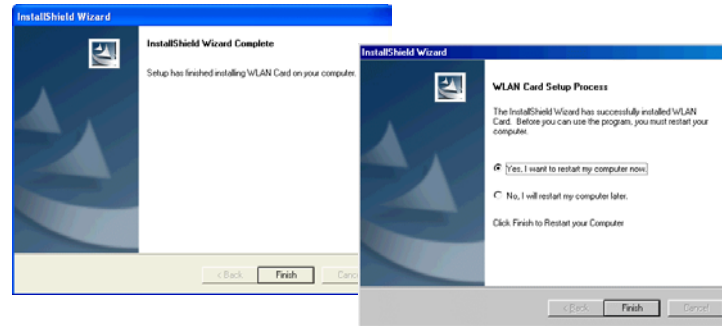 InstallShield Wizard
InstallShield Wizard Complete
Setup has finished installing WLAN Card on your computer.
< Back
Finish
InstallShield Wizard
WLAN Card Setup Process
The InstallShield Wizard has successfully installed WLAN
Card. Before you can use the program, you must restart your
computer.
Yes, I want to restart my computer now.
No, I will restart my computer later.
Click Finish to Restart your Computer
< Back
Finish
Cancel